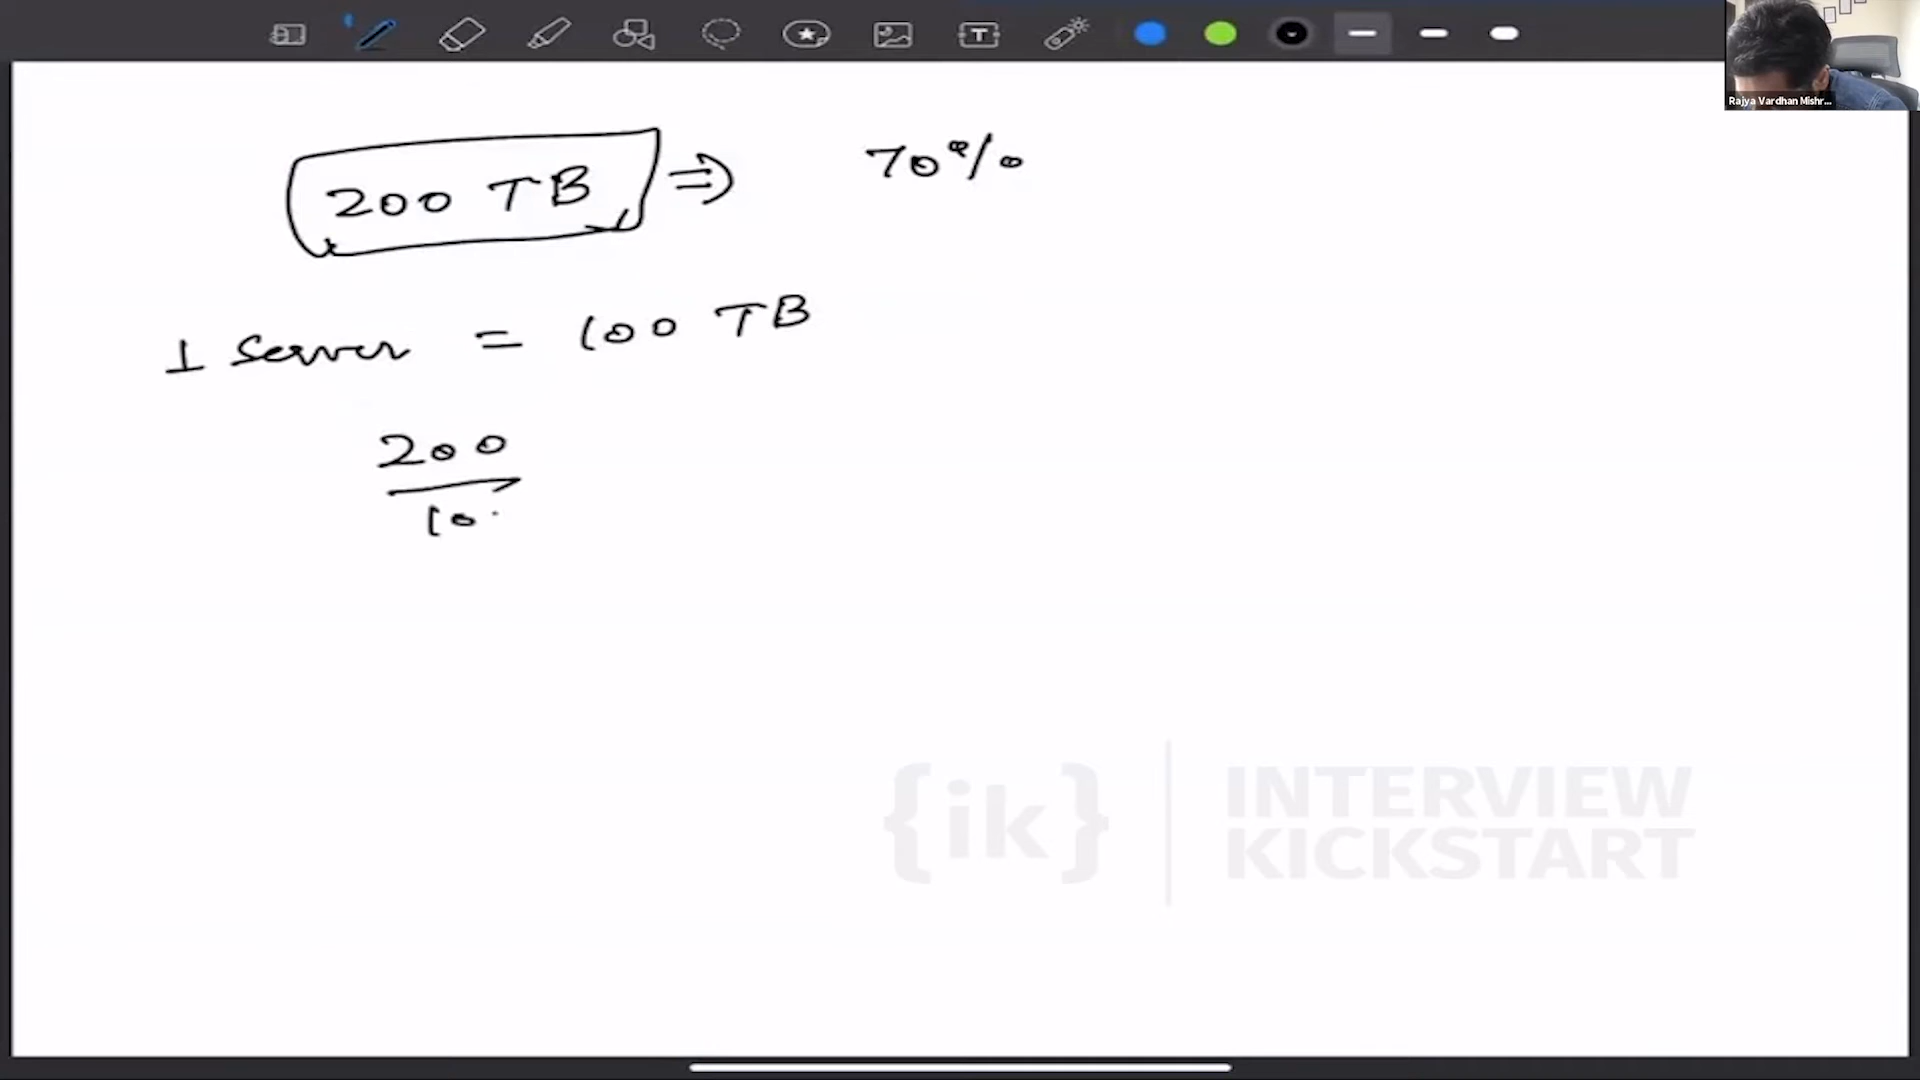 Rajya Vardhan Mishr...
200 TB ⇒ 70%
1 Server = 100 TB
200
10
{ik} | INTERVIEW
KICKSTART